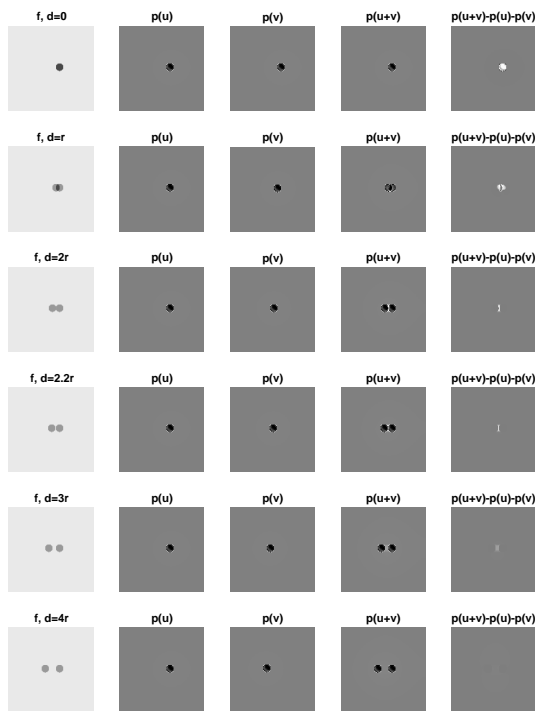 f, d=0 p(u) p(v) p(u+v) p(u+v)-p(u)-p(v)
f, d=r p(u) p(v) p(u+v) p(u+v)-p(u)-p(v)
f, d=2r p(u) p(v) p(u+v) p(u+v)-p(u)-p(v)
f, d=2.2r p(u) p(v) p(u+v) p(u+v)-p(u)-p(v)
f, d=3r p(u) p(v) p(u+v) p(u+v)-p(u)-p(v)
f, d=4r p(u) p(v) p(u+v) p(u+v)-p(u)-p(v)